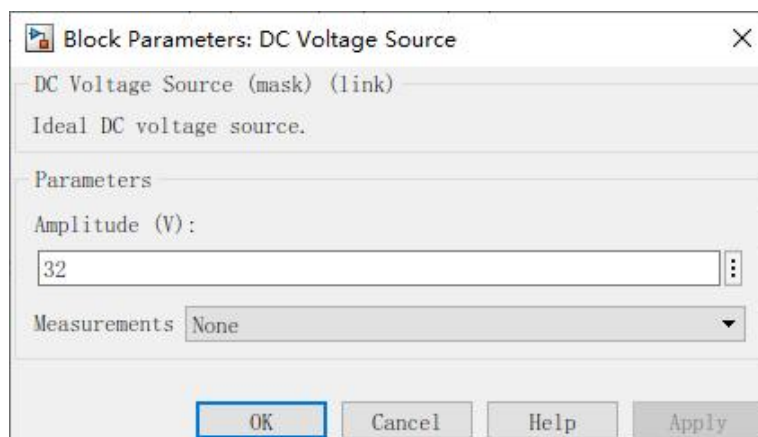 Block Parameters: DC Voltage Source
DC Voltage Source (mask) (link)
Ideal DC voltage source.
Parameters
Amplitude (V):
32
Measurements None
OK Cancel Help Apply